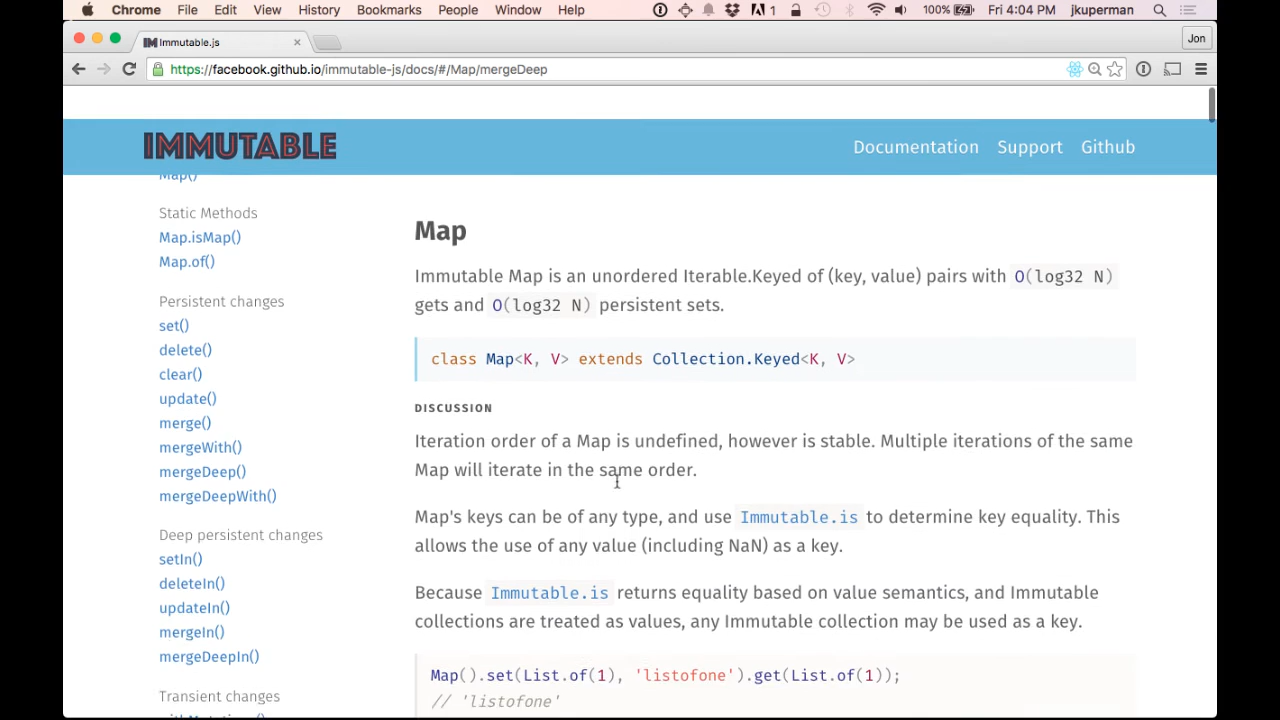 Chrome File Edit View History Bookmarks People Window Help 1 100% Fri 4:04 PM jkuperman
Immutable.js Jon
https://facebook.github.io/immutable-js/docs/#/Map/mergeDeep
IMMUTABLE Documentation Support Github
Map()
Static Methods
Map.isMap()
Map.of()
Persistent changes
set()
delete()
clear()
update()
merge()
mergeWith()
mergeDeep()
mergeDeepWith()
Deep persistent changes
setIn()
deleteIn()
updateIn()
mergeIn()
mergeDeepIn()
Transient changes
Map
Immutable Map is an unordered Iterable.Keyed of (key, value) pairs with O(log32 N)
gets and O(log32 N) persistent sets.
class Map<K, V> extends Collection.Keyed<K, V>
DISCUSSION
Iteration order of a Map is undefined, however is stable. Multiple iterations of the same
Map will iterate in the same order.
Map's keys can be of any type, and use Immutable.is to determine key equality. This
allows the use of any value (including NaN) as a key.
Because Immutable.is returns equality based on value semantics, and Immutable
collections are treated as values, any Immutable collection may be used as a key.
Map().set(List.of(1), 'listofone').get(List.of(1));
// 'listofone'